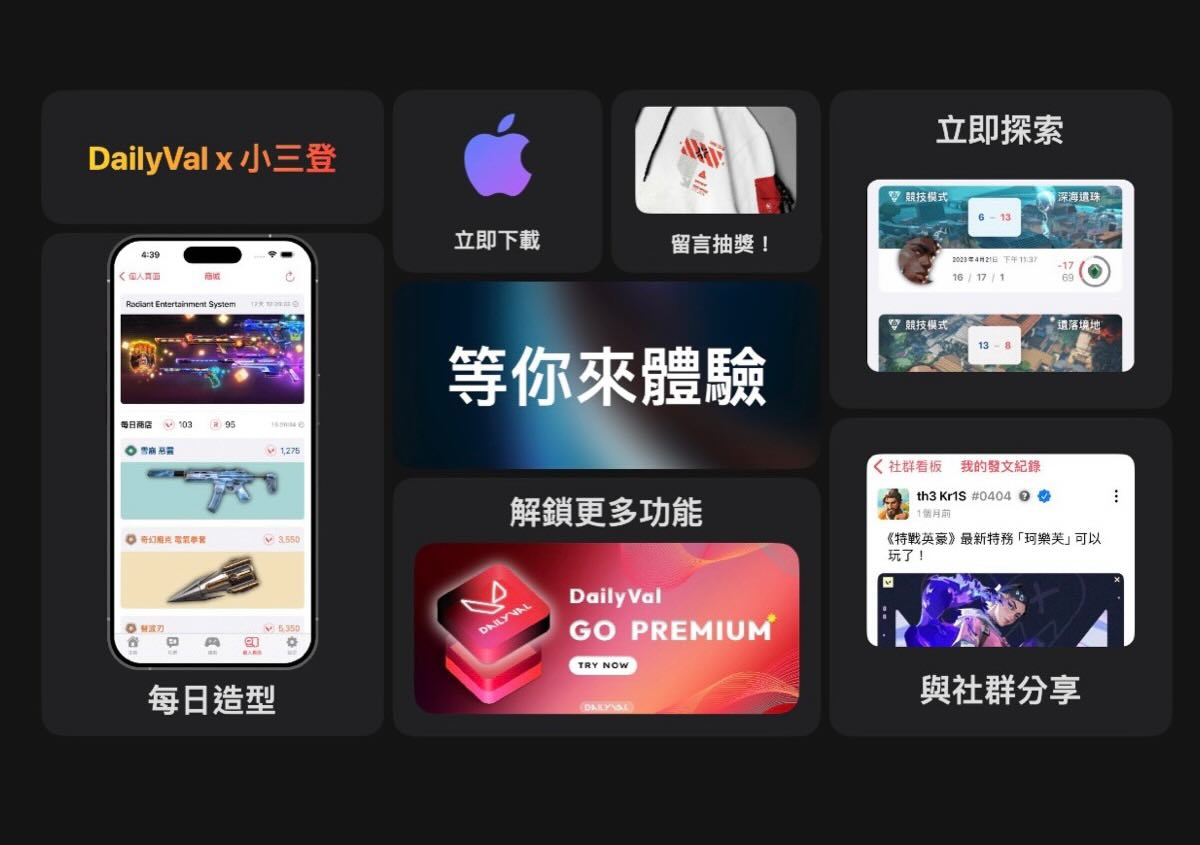 DailyVal x 小三登
4:39
個人頁面
商城
Radiant Entertainment System
每日商店
103
95
雪崩 惡靈
1,275
奇幻龐克 電氣拳套
3,550
聲波刃
5,350
每日造型
立即下載
留言抽獎！
等你來體驗
解鎖更多功能
DAILYVAL
DailyVal
GO PREMIUM
TRY NOW
DAILYVAL
立即探索
競技模式
深海遺珠
6 – 13
2023年4月21日 下午11:37
16 / 17 / 1
-17
69
競技模式
遺落境地
13 – 8
社群看板
我的發文紀錄
th3 Kr1S #0404
1個月前
《特戰英豪》最新特務「珂樂芙」可以
玩了！
與社群分享